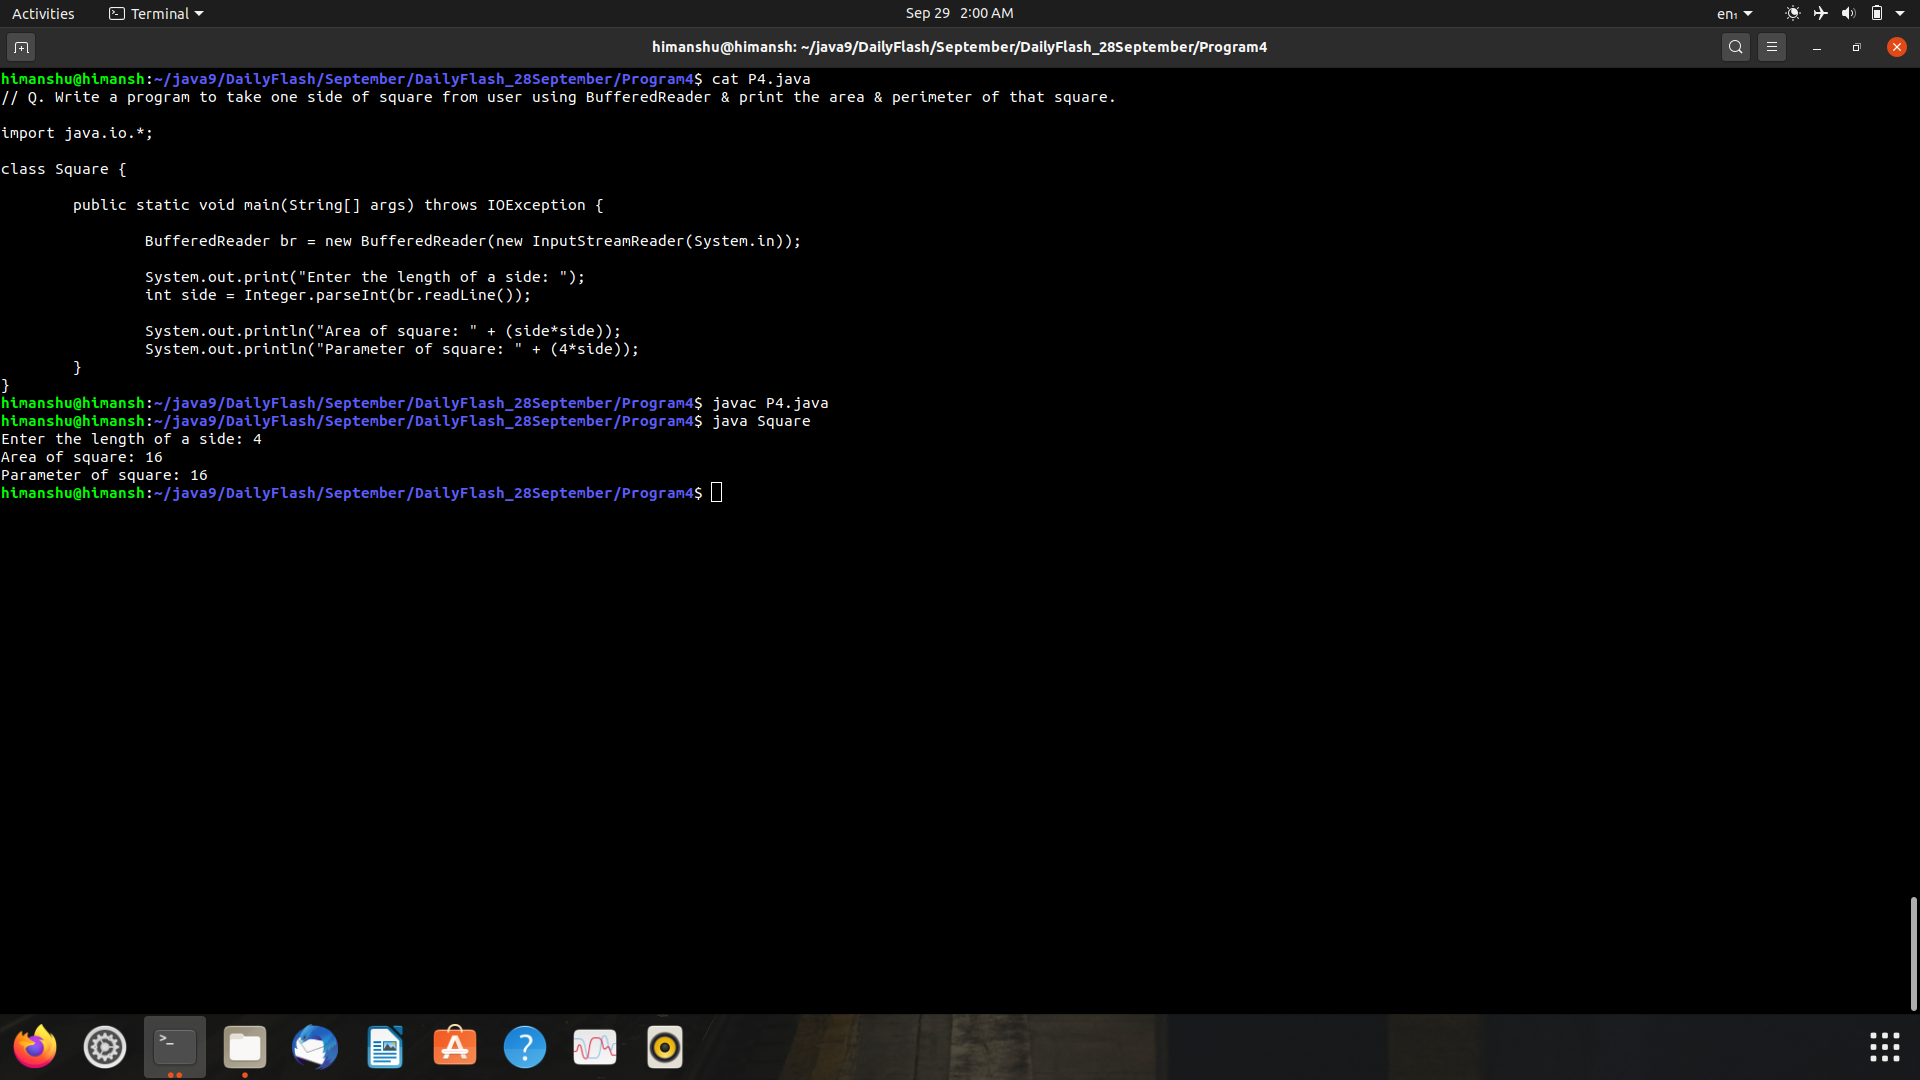 Activities Terminal Sep 29 2:00 AM en₁
himanshu@himansh: ~/java9/DailyFlash/September/DailyFlash_28September/Program4
himanshu@himansh:~/java9/DailyFlash/September/DailyFlash_28September/Program4$ cat P4.java
// Q. Write a program to take one side of square from user using BufferedReader & print the area & perimeter of that square.
import java.io.*;
class Square {
public static void main(String[] args) throws IOException {
BufferedReader br = new BufferedReader(new InputStreamReader(System.in));
System.out.print("Enter the length of a side: ");
int side = Integer.parseInt(br.readLine());
System.out.println("Area of square: " + (side*side));
System.out.println("Parameter of square: " + (4*side));
}
}
himanshu@himansh:~/java9/DailyFlash/September/DailyFlash_28September/Program4$ javac P4.java
himanshu@himansh:~/java9/DailyFlash/September/DailyFlash_28September/Program4$ java Square
Enter the length of a side: 4
Area of square: 16
Parameter of square: 16
himanshu@himansh:~/java9/DailyFlash/September/DailyFlash_28September/Program4$